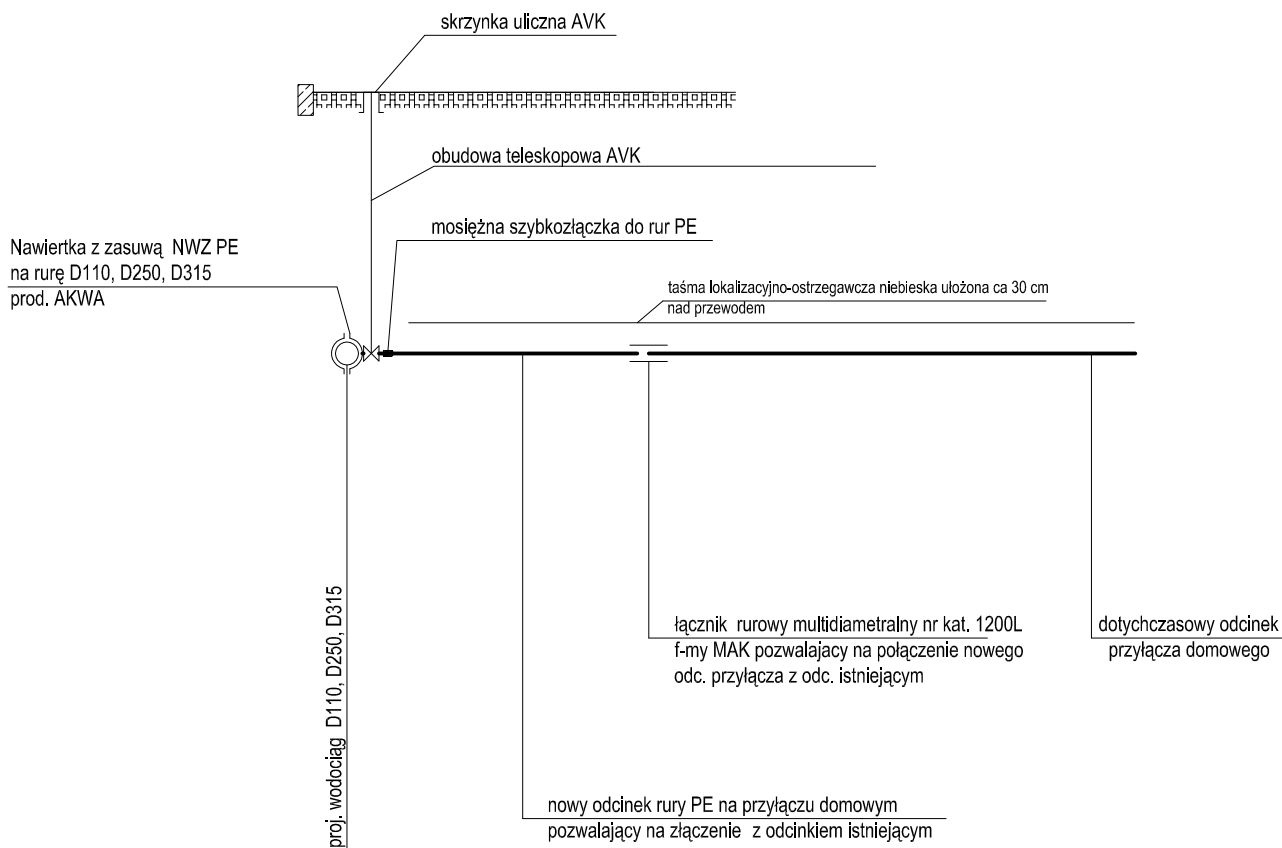 skrzynka uliczna AVK
obudowa teleskopowa AVK
mosiężna szybkozłączka do rur PE
Nawiertka z zasuwą NWZ PE
na rurę D110, D250, D315
prod. AKWA
taśma lokalizacyjno-ostrzegawcza niebieska ułożona ca 30 cm
nad przewodem
proj. wodociąg D110, D250, D315
łącznik rurowy multidiametralny nr kat. 1200L
f-my MAK pozwalajacy na połączenie nowego
odc. przyłącza z odc. istniejącym
dotychczasowy odcinek
przyłącza domowego
nowy odcinek rury PE na przyłączu domowym
pozwalający na złączenie z odcinkiem istniejącym